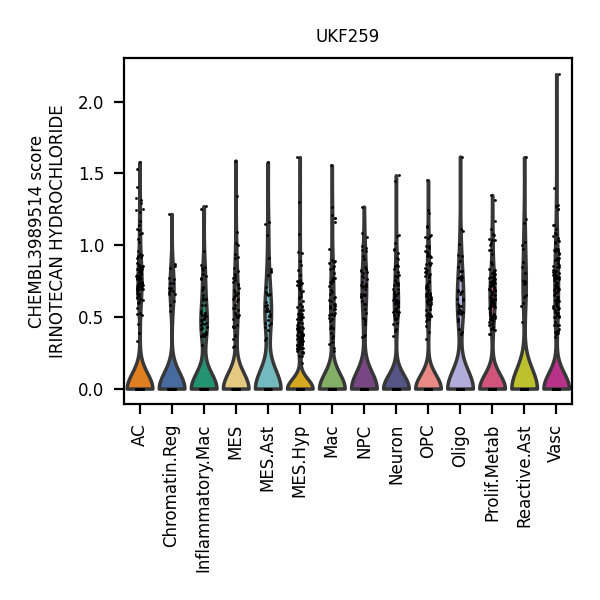 UKF259
CHEMBL3989514 score
IRINOTECAN HYDROCHLORIDE
2.0
1.5
1.0
0.5
0.0
AC
Chromatin.Reg
Inflammatory.Mac
MES
MES.Ast
MES.Hyp
Mac
NPC
Neuron
OPC
Oligo
Prolif.Metab
Reactive.Ast
Vasc